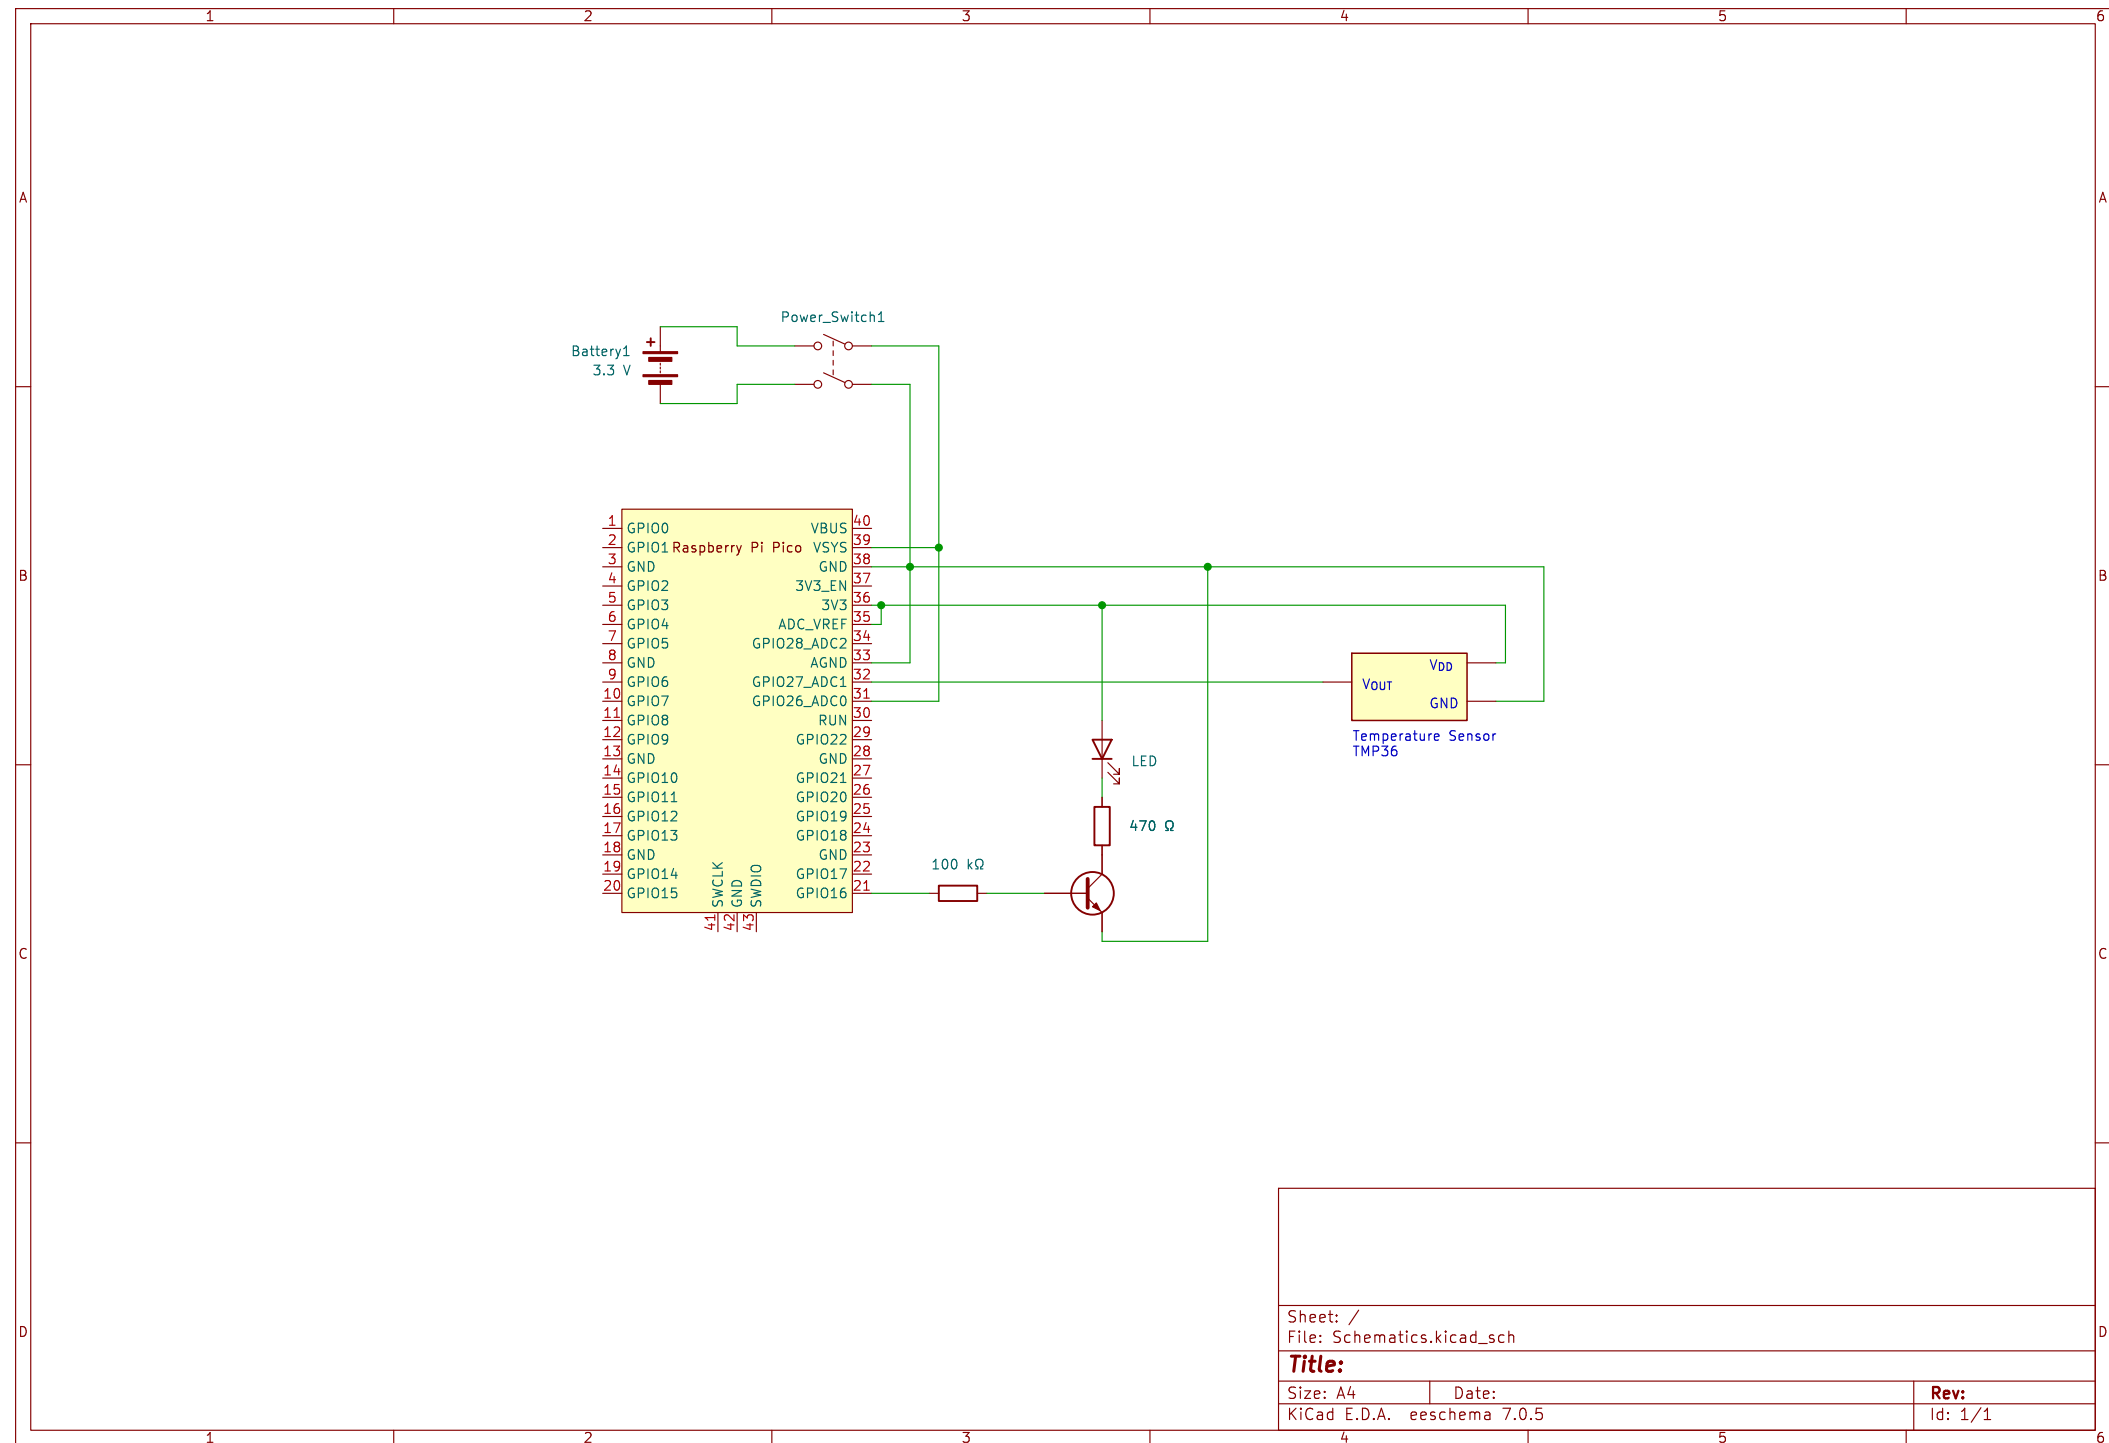 1 2 3 4 5 6
A A
Power_Switch1
+
Battery1
3.3 V
1 GPIO0 VBUS 40
2 GPIO1 Raspberry Pi Pico VSYS 39
3 GND GND 38
4 GPIO2 3V3_EN 37
B B
5 GPIO3 3V3 36
6 GPIO4 ADC_VREF 35
7 GPIO5 GPIO28_ADC2 34
8 GND AGND 33
9 GPIO6 GPIO27_ADC1 32
10 GPIO7 GPIO26_ADC0 31
11 GPIO8 RUN 30
12 GPIO9 GPIO22 29
13 GND GND 28
14 GPIO10 GPIO21 27
15 GPIO11 GPIO20 26
16 GPIO12 GPIO19 25
17 GPIO13 GPIO18 24
18 GND GND 23
19 GPIO14 GPIO17 22
20 GPIO15 GPIO16 21
SWCLK GND SWDIO
41 42 43
VDD
VOUT
GND
Temperature Sensor
TMP36
LED
470 Ω
100 kΩ
C C
Sheet: /
File: Schematics.kicad_sch
D D
Title:
Size: A4 Date: Rev:
KiCad E.D.A. eeschema 7.0.5 Id: 1/1
1 2 3 4 5 6